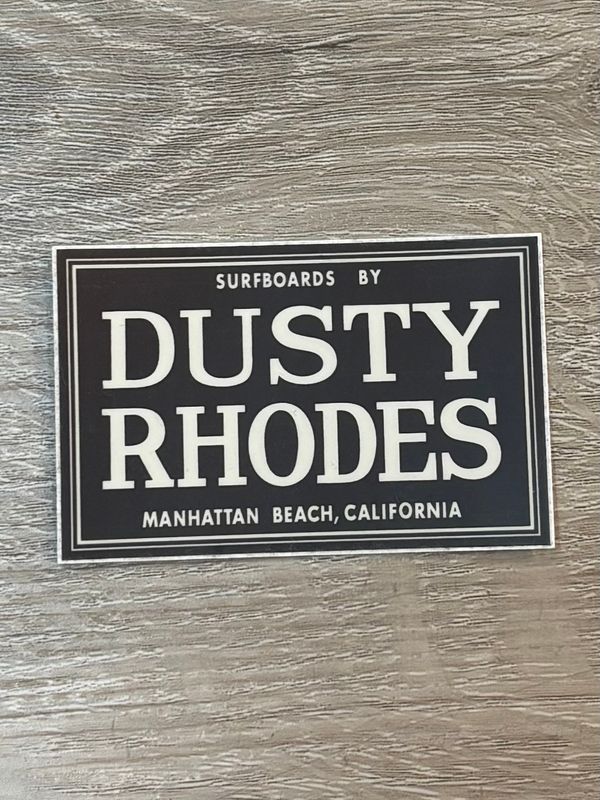 SURFBOARDS BY
DUSTY
RHODES
MANHATTAN BEACH, CALIFORNIA